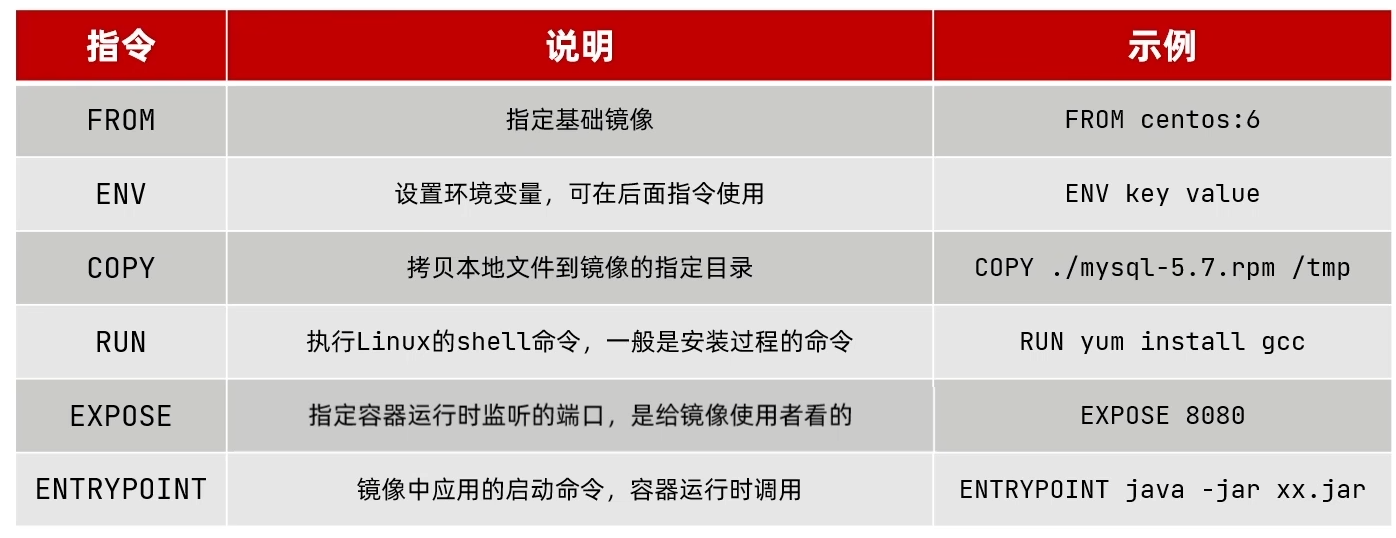 指令 说明 示例
FROM 指定基础镜像 FROM centos:6
ENV 设置环境变量，可在后面指令使用 ENV key value
COPY 拷贝本地文件到镜像的指定目录 COPY ./mysql-5.7.rpm /tmp
RUN 执行Linux的shell命令，一般是安装过程的命令 RUN yum install gcc
EXPOSE 指定容器运行时监听的端口，是给镜像使用者看的 EXPOSE 8080
ENTRYPOINT 镜像中应用的启动命令，容器运行时调用 ENTRYPOINT java -jar xx.jar